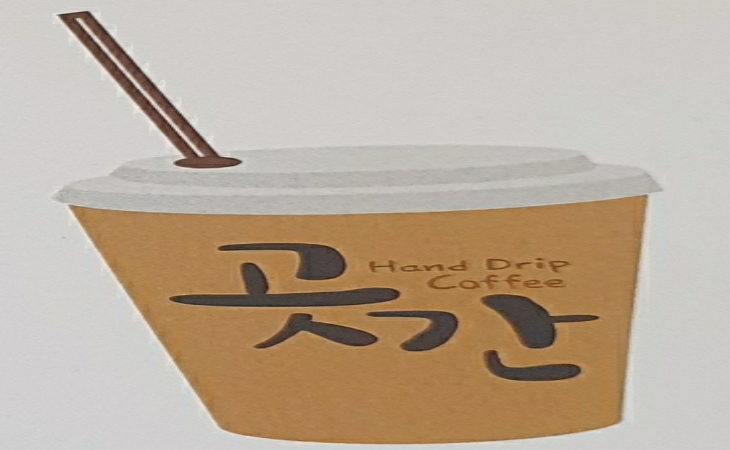 곳간
Hand Drip
Coffee